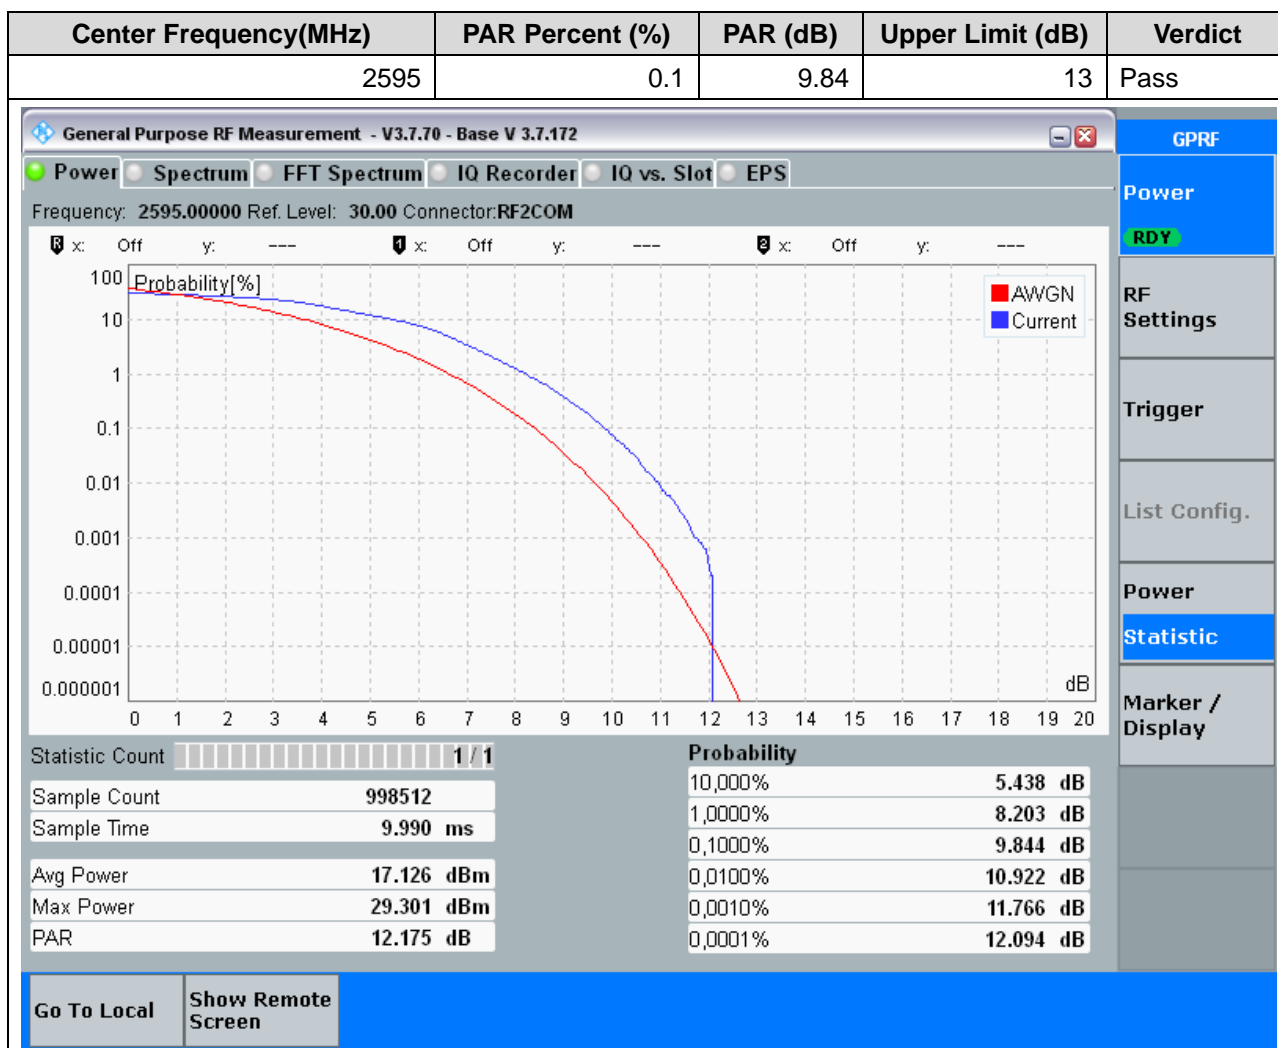 Center Frequency(MHz) PAR Percent (%) PAR (dB) Upper Limit (dB) Verdict
2595 0.1 9.84 13 Pass
General Purpose RF Measurement - V3.7.70 - Base V 3.7.172
GPRF
Power Spectrum FFT Spectrum IQ Recorder IQ vs. Slot EPS
Power
RDY
Frequency: 2595.00000 Ref. Level: 30.00 Connector:RF2COM
R x: Off y: --- 1 x: Off y: --- 2 x: Off y: ---
Probability[%]
AWGN
Current
100
10
1
0.1
0.01
0.001
0.0001
0.00001
0.000001
dB
0 1 2 3 4 5 6 7 8 9 10 11 12 13 14 15 16 17 18 19 20
RF
Settings
Trigger
List Config.
Power
Statistic
Marker /
Display
Statistic Count 1 / 1
Sample Count 998512
Sample Time 9.990 ms
Avg Power 17.126 dBm
Max Power 29.301 dBm
PAR 12.175 dB
Probability
10,000% 5.438 dB
1,0000% 8.203 dB
0,1000% 9.844 dB
0,0100% 10.922 dB
0,0010% 11.766 dB
0,0001% 12.094 dB
Go To Local
Show Remote
Screen